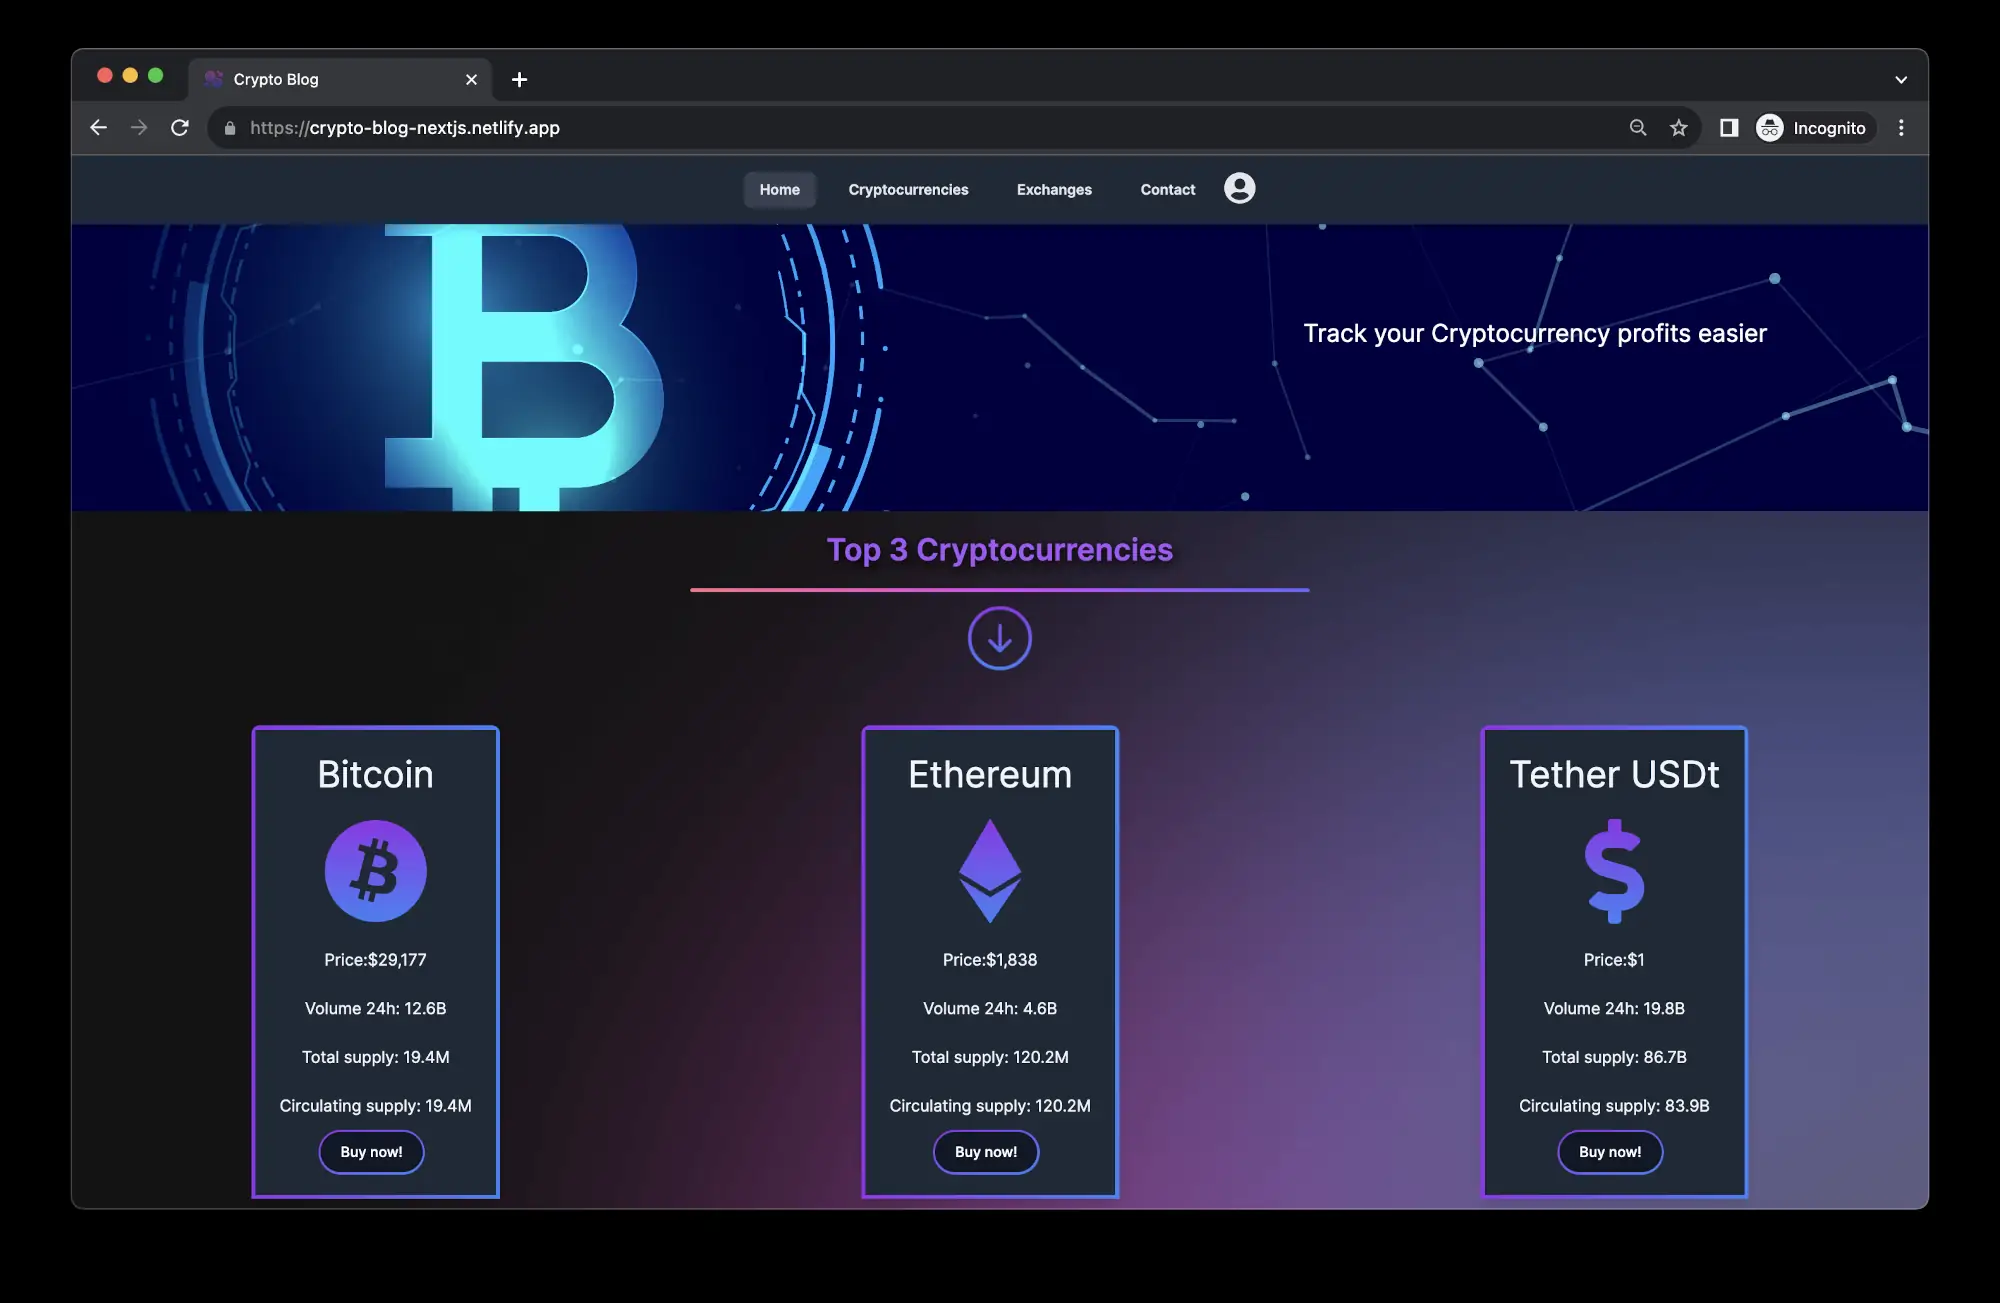 Crypto Blog
https://crypto-blog-nextjs.netlify.app
Incognito
Home Cryptocurrencies Exchanges Contact
Track your Cryptocurrency profits easier
Top 3 Cryptocurrencies
Bitcoin
Price:$29,177
Volume 24h: 12.6B
Total supply: 19.4M
Circulating supply: 19.4M
Buy now!
Ethereum
Price:$1,838
Volume 24h: 4.6B
Total supply: 120.2M
Circulating supply: 120.2M
Buy now!
Tether USDt
Price:$1
Volume 24h: 19.8B
Total supply: 86.7B
Circulating supply: 83.9B
Buy now!